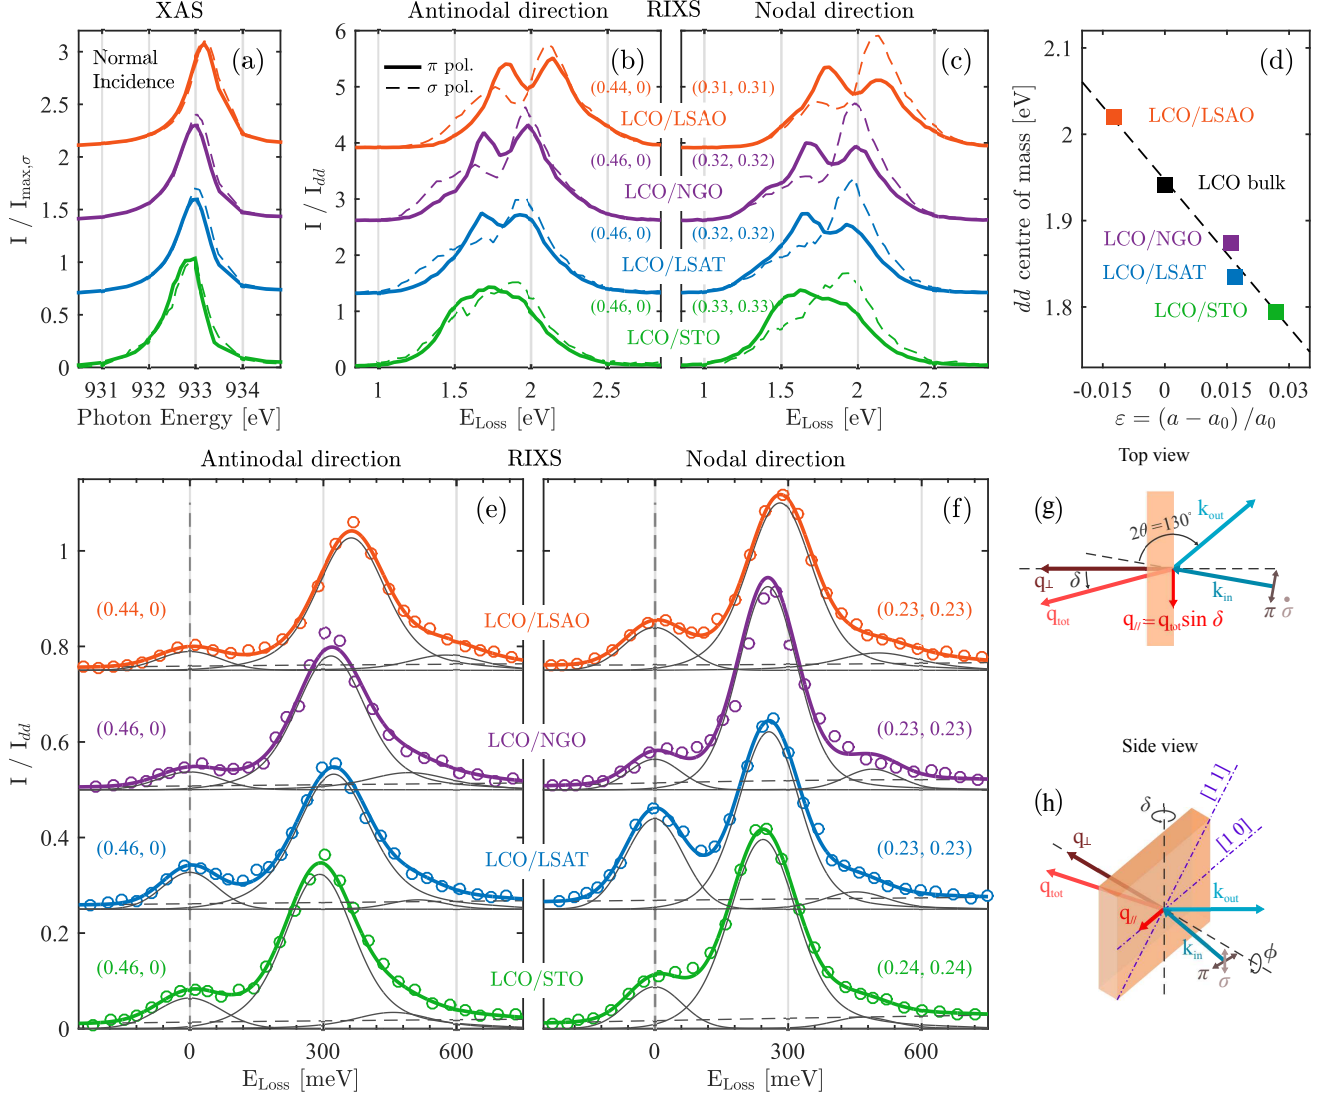 XAS
Antinodal direction RIXS Nodal direction
(a)
Normal
Incidence
I / I_max,σ
3
2.5
2
1.5
1
0.5
0
931 932 933 934
Photon Energy [eV]
(b)
π pol.
σ pol.
I / I_dd
6
5
4
3
2
1
0
(0.44, 0)
LCO/LSAO
(0.46, 0)
LCO/NGO
(0.46, 0)
LCO/LSAT
(0.46, 0)
LCO/STO
1 1.5 2 2.5
E_Loss [eV]
(c)
(0.31, 0.31)
(0.32, 0.32)
(0.32, 0.32)
(0.33, 0.33)
1 1.5 2 2.5
E_Loss [eV]
(d)
dd centre of mass [eV]
2.1
2
1.9
1.8
LCO/LSAO
LCO bulk
LCO/NGO
LCO/LSAT
LCO/STO
-0.015 0 0.015 0.03
ε = (a − a₀) /a₀
Antinodal direction RIXS Nodal direction
(e)
I / I_dd
1
0.8
0.6
0.4
0.2
0
(0.44, 0)
LCO/LSAO
(0.46, 0)
LCO/NGO
(0.46, 0)
LCO/LSAT
(0.46, 0)
LCO/STO
0 300 600
E_Loss [meV]
(f)
(0.23, 0.23)
(0.23, 0.23)
(0.23, 0.23)
(0.24, 0.24)
0 300 600
E_Loss [meV]
Top view
(g)
k_out
2θ=130°
q⊥
δ
q_tot
k_in
π σ
q_// = q_tot sin δ
Side view
(h)
δ
[1 1]
[1 0]
q⊥
q_tot
q_//
k_out
k_in
π
σ
φ